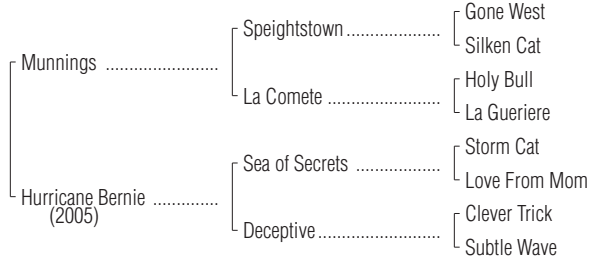 Gone West
Speightstown .....................
Silken Cat
Munnings .........................
Holy Bull
La Comete .........................
La Gueriere
Storm Cat
Sea of Secrets ...................
Love From Mom
Hurricane Bernie ..............
(2005)
Clever Trick
Deceptive...........................
Subtle Wave